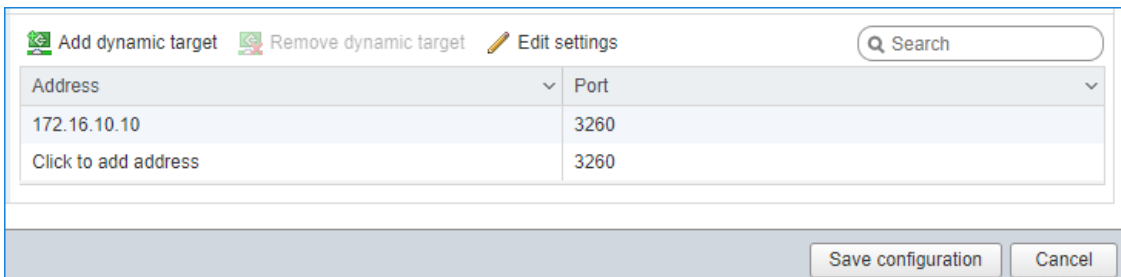 Add dynamic target Remove dynamic target Edit settings Search
Address Port
172.16.10.10 3260
Click to add address 3260
Save configuration Cancel